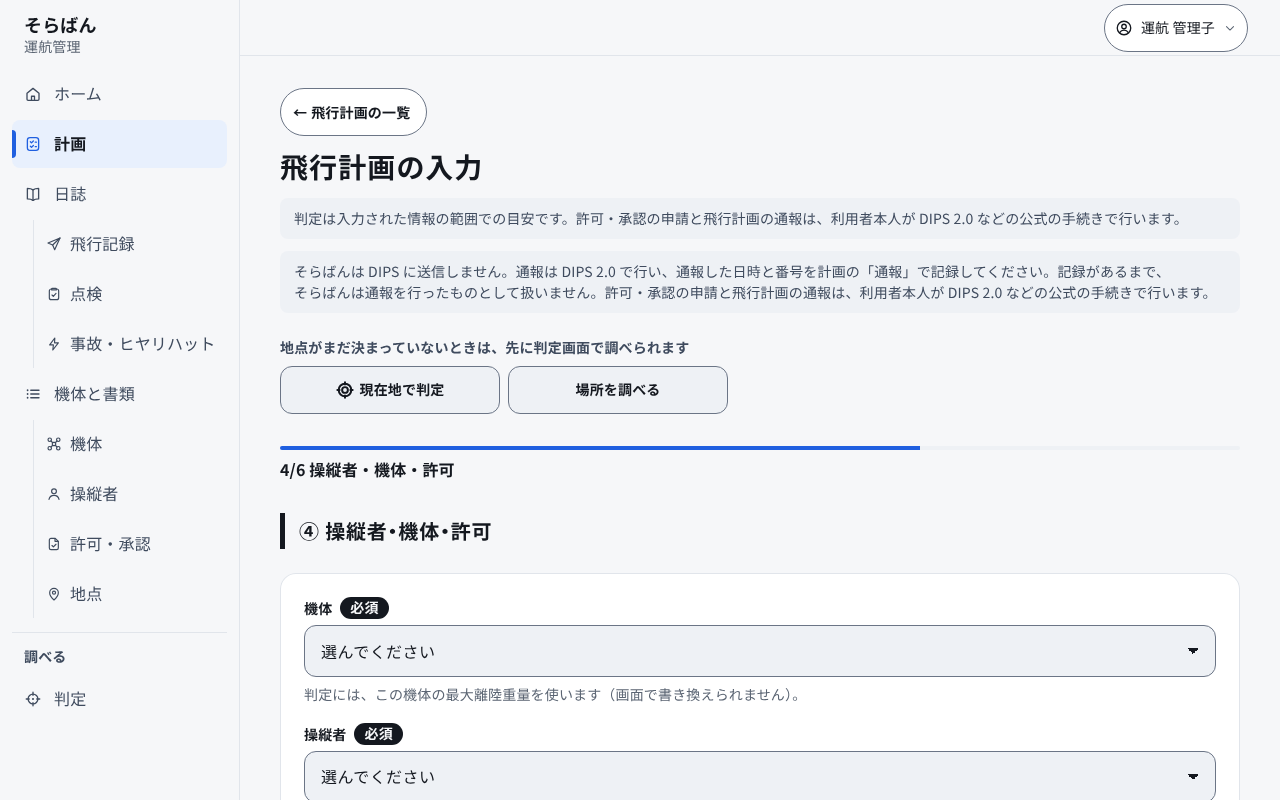 そらばん
運航管理
ホーム
計画
日誌
飛行記録
点検
事故・ヒヤリハット
機体と書類
機体
操縦者
許可・承認
地点
調べる
判定
運航 管理子
← 飛行計画の一覧
飛行計画の入力
判定は入力された情報の範囲での目安です。許可・承認の申請と飛行計画の通報は、利用者本人が DIPS 2.0 などの公式の手続きで行います。
そらばんは DIPS に送信しません。通報は DIPS 2.0 で行い、通報した日時と番号を計画の「通報」で記録してください。記録があるまで、
そらばんは通報を行ったものとして扱いません。許可・承認の申請と飛行計画の通報は、利用者本人が DIPS 2.0 などの公式の手続きで行います。
地点がまだ決まっていないときは、先に判定画面で調べられます
現在地で判定
場所を調べる
4/6 操縦者・機体・許可
④ 操縦者・機体・許可
機体 必須
選んでください
判定には、この機体の最大離陸重量を使います（画面で書き換えられません）。
操縦者 必須
選んでください